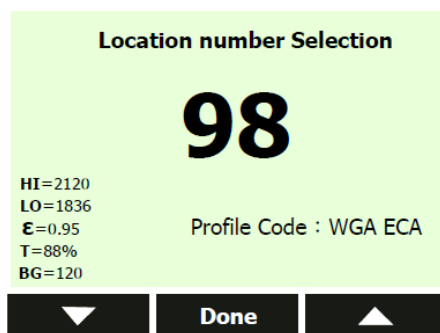 Location number Selection
98
HI=2120
LO=1836
ε=0.95
Profile Code : WGA ECA
T=88%
BG=120
Done